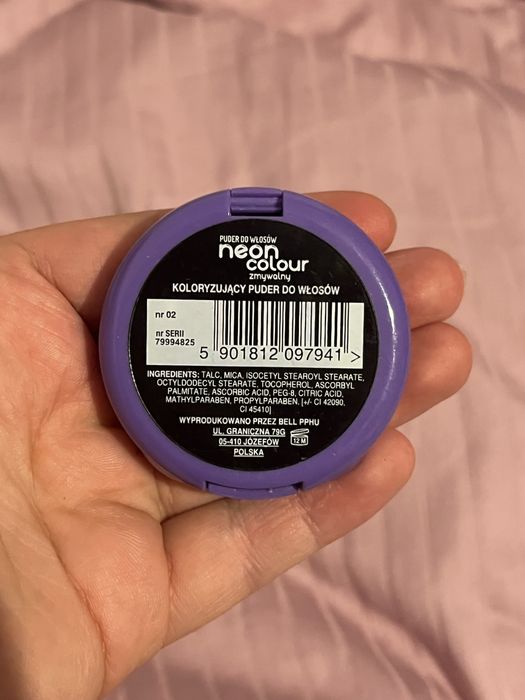 PUDER DO WŁOSÓW
neon
colour
zmywalny
KOLORYZUJĄCY PUDER DO WŁOSÓW
nr 02
nr SERII
79994825
5 901812 097941 >
INGREDIENTS: TALC, MICA, ISOCETYL STEAROYL STEARATE,
OCTYLDODECYL STEARATE, TOCOPHEROL, ASCORBYL
PALMITATE, ASCORBIC ACID, PEG-8, CITRIC ACID,
MATHYLPARABEN, PROPYLPARABEN. [+/- CI 42090,
CI 45410]
WYPRODUKOWANO PRZEZ BELL PPHU
UL. GRANICZNA 79G
05-410 JÓZEFÓW
POLSKA
12 M